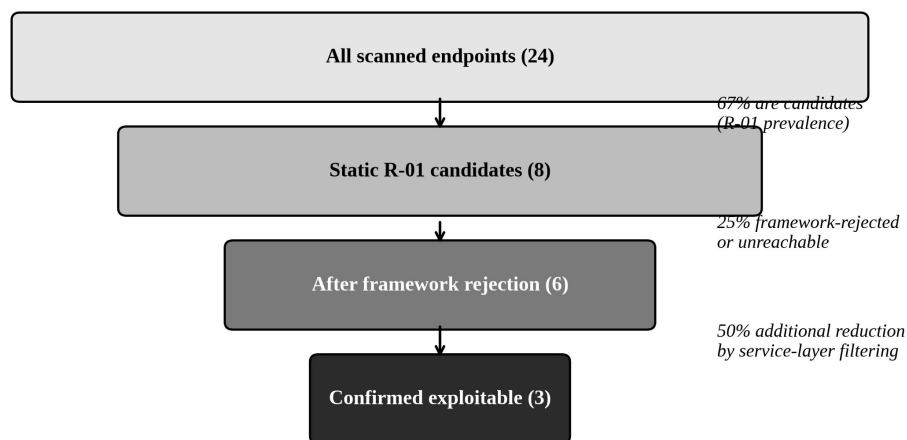 All scanned endpoints (24)
67% are candidates
(R-01 prevalence)
Static R-01 candidates (8)
25% framework-rejected
or unreachable
After framework rejection (6)
50% additional reduction
by service-layer filtering
Confirmed exploitable (3)